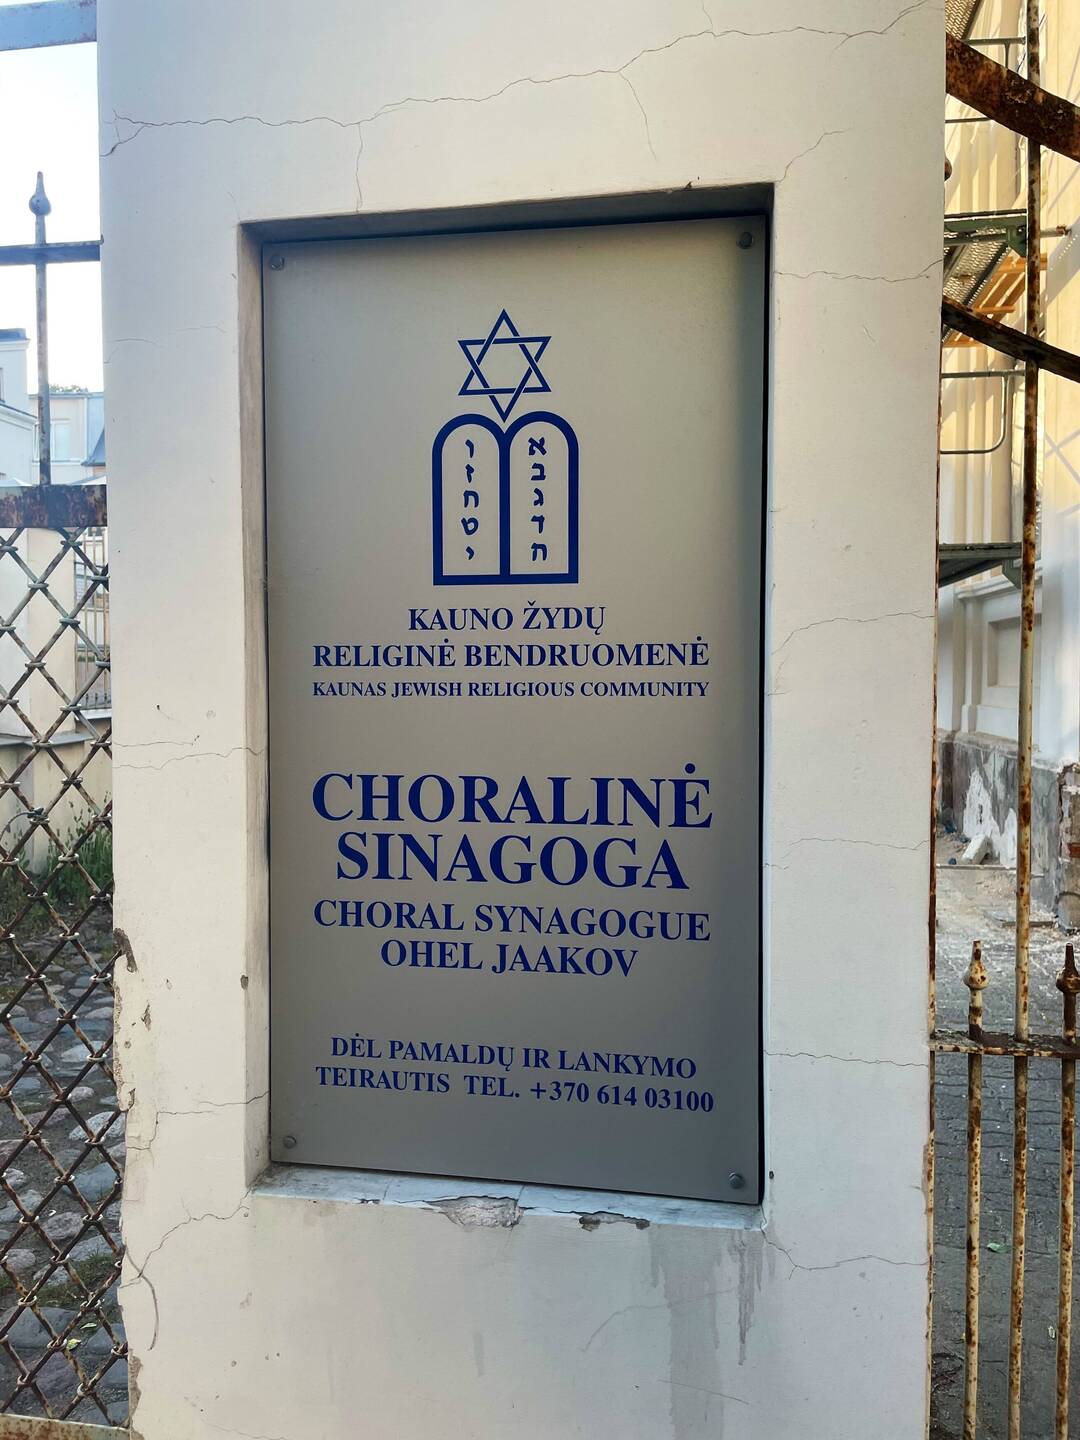 א
ב
ג
ד
ה
ו
ז
ח
ט
י
KAUNO ŽYDŲ
RELIGINĖ BENDRUOMENĖ
KAUNAS JEWISH RELIGIOUS COMMUNITY
CHORALINĖ
SINAGOGA
CHORAL SYNAGOGUE
OHEL JAAKOV
DĖL PAMALDŲ IR LANKYMO
TEIRAUTIS TEL. +370 614 03100